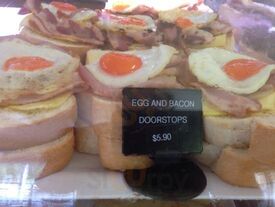 EGG AND BACON
DOORSTOPS
$5.90